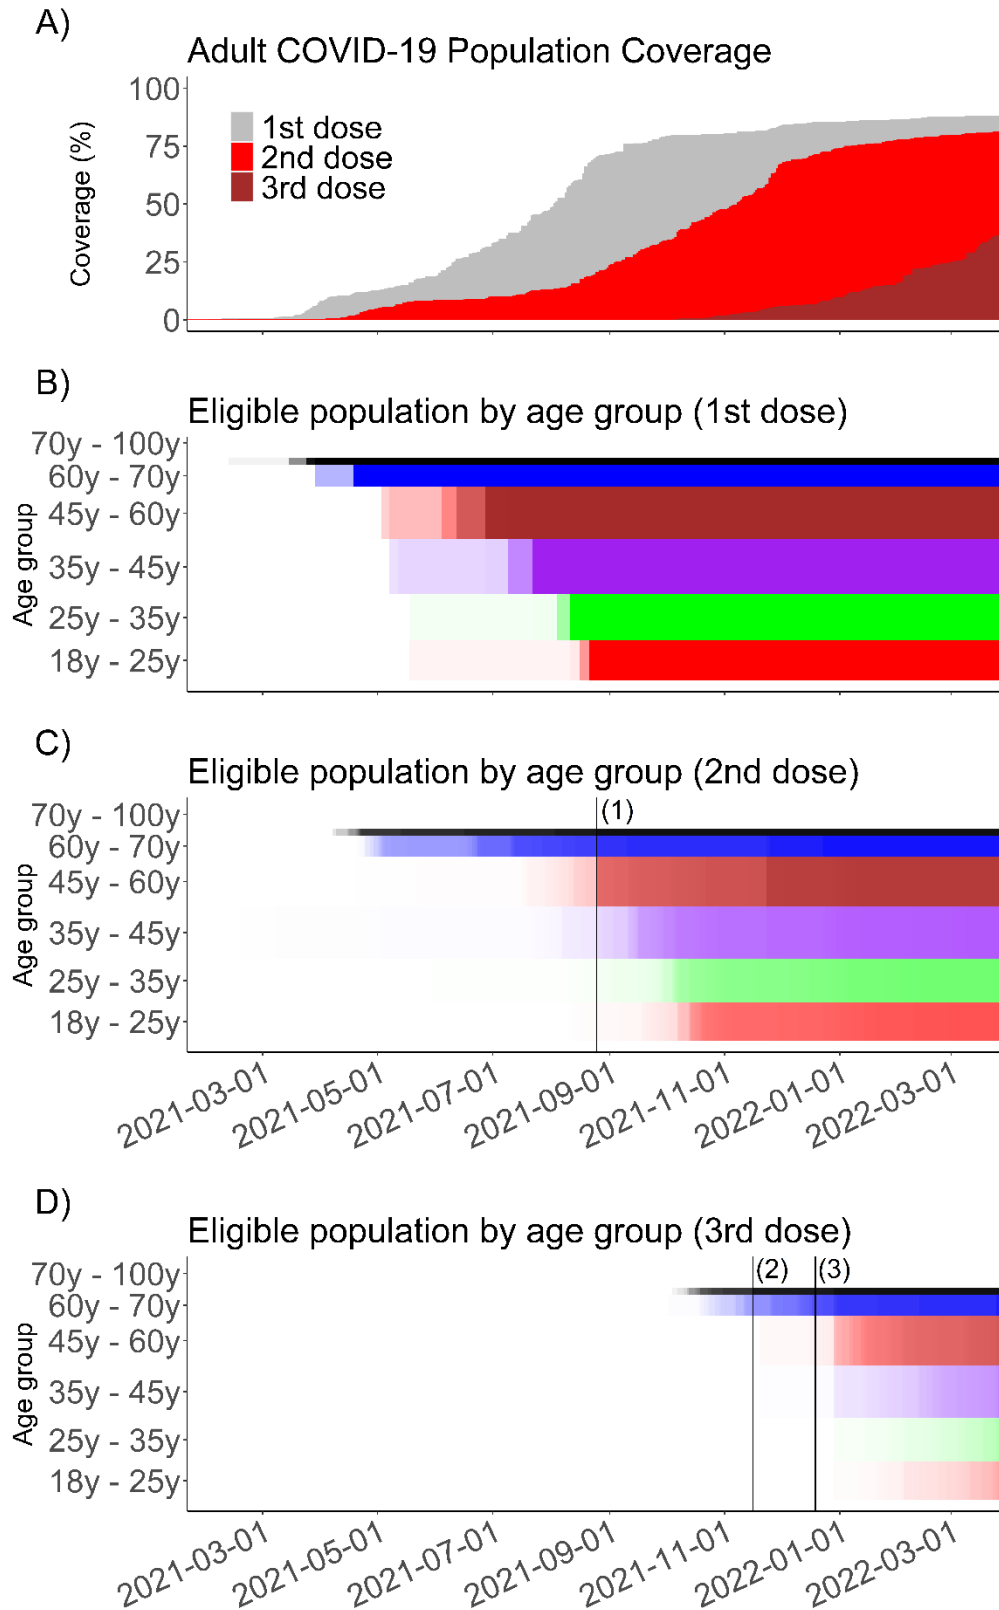 A)
Adult COVID-19 Population Coverage
Coverage (%)
100
75
50
25
0
1st dose
2nd dose
3rd dose
B)
Eligible population by age group (1st dose)
Age group
70y - 100y
60y - 70y
45y - 60y
35y - 45y
25y - 35y
18y - 25y
C)
Eligible population by age group (2nd dose)
(1)
Age group
70y - 100y
60y - 70y
45y - 60y
35y - 45y
25y - 35y
18y - 25y
2021-03-01
2021-05-01
2021-07-01
2021-09-01
2021-11-01
2022-01-01
2022-03-01
D)
Eligible population by age group (3rd dose)
(2)
(3)
Age group
70y - 100y
60y - 70y
45y - 60y
35y - 45y
25y - 35y
18y - 25y
2021-03-01
2021-05-01
2021-07-01
2021-09-01
2021-11-01
2022-01-01
2022-03-01